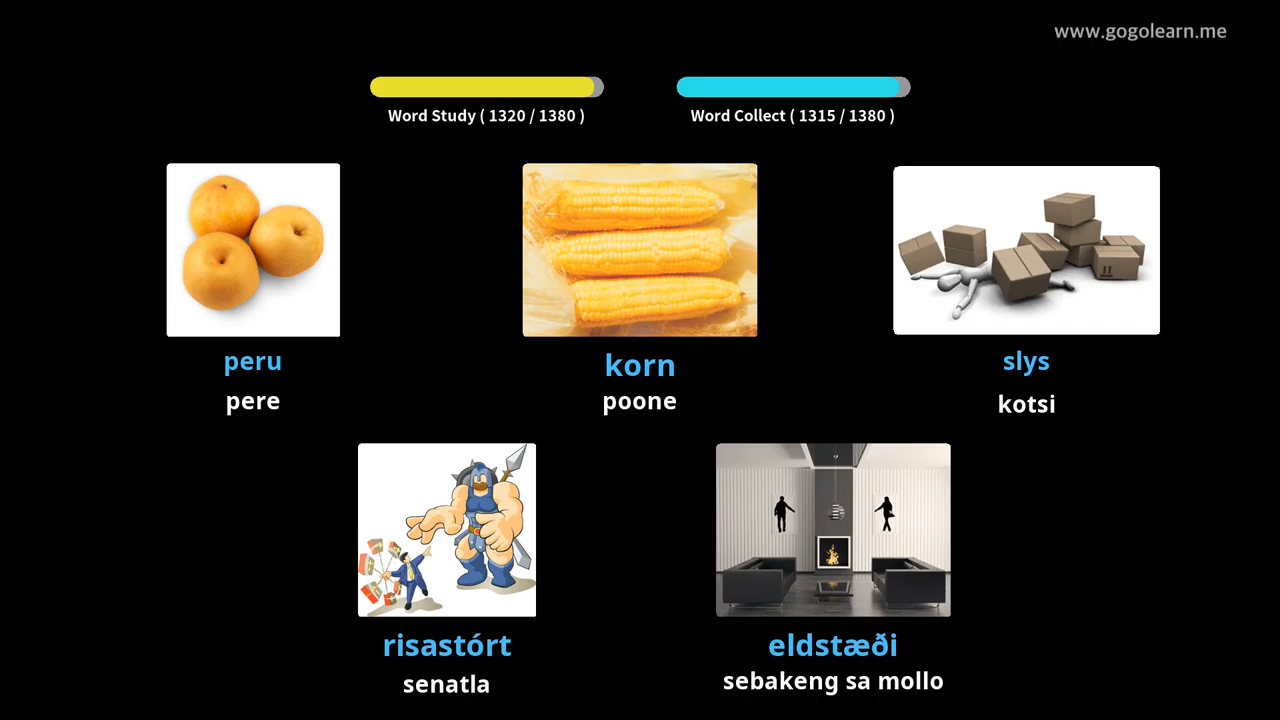 www.gogolearn.me
Word Study ( 1320 / 1380 )
Word Collect ( 1315 / 1380 )
peru
pere
korn
poone
slys
kotsi
risastórt
senatla
eldstæði
sebakeng sa mollo